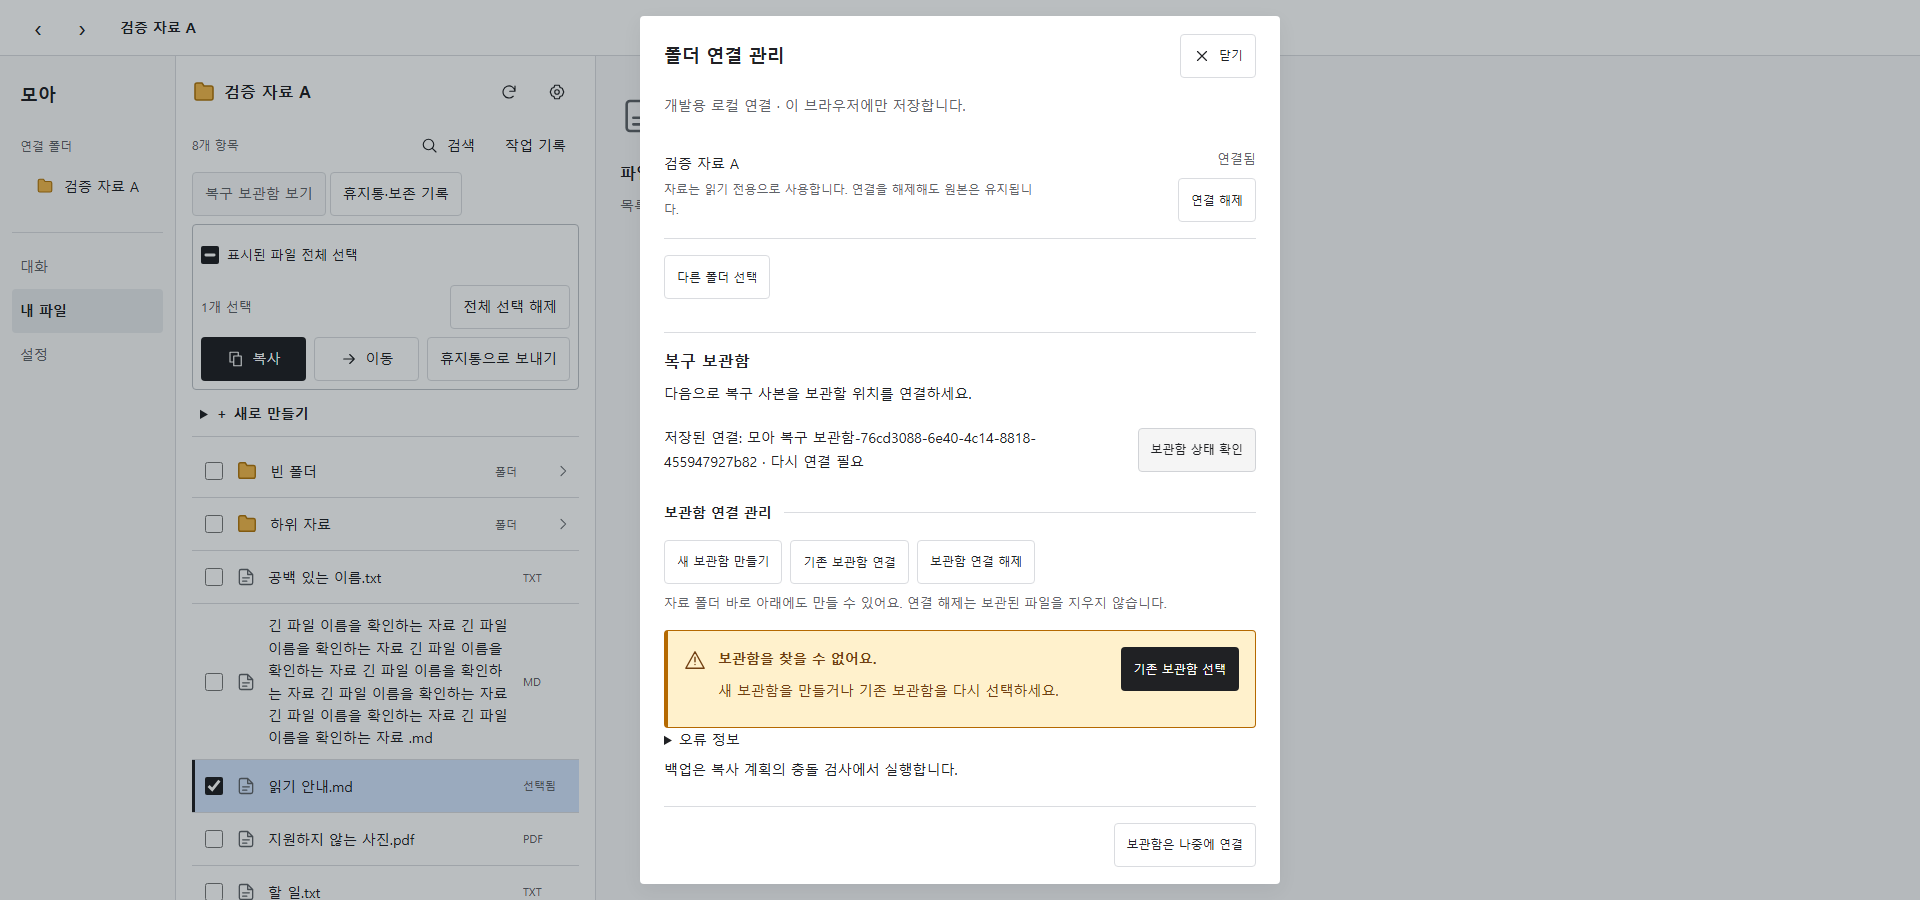 검증 자료 A
모아
연결 폴더
검증 자료 A
대화
내 파일
설정
검증 자료 A
8개 항목
검색
작업 기록
복구 보관함 보기
휴지통·보존 기록
표시된 파일 전체 선택
1개 선택
전체 선택 해제
복사
이동
휴지통으로 보내기
+ 새로 만들기
빈 폴더
폴더
하위 자료
폴더
공백 있는 이름.txt
TXT
긴 파일 이름을 확인하는 자료 긴 파일
이름을 확인하는 자료 긴 파일 이름을
확인하는 자료 긴 파일 이름을 확인하
는 자료 긴 파일 이름을 확인하는 자료
긴 파일 이름을 확인하는 자료 긴 파일
이름을 확인하는 자료 .md
MD
읽기 안내.md
선택됨
지원하지 않는 사진.pdf
PDF
할 일.txt
TXT
폴더 연결 관리
닫기
개발용 로컬 연결 · 이 브라우저에만 저장합니다.
검증 자료 A
연결됨
자료는 읽기 전용으로 사용합니다. 연결을 해제해도 원본은 유지됩니
다.
연결 해제
다른 폴더 선택
복구 보관함
다음으로 복구 사본을 보관할 위치를 연결하세요.
저장된 연결: 모아 복구 보관함-76cd3088-6e40-4c14-8818-
455947927b82 · 다시 연결 필요
보관함 상태 확인
보관함 연결 관리
새 보관함 만들기
기존 보관함 연결
보관함 연결 해제
자료 폴더 바로 아래에도 만들 수 있어요. 연결 해제는 보관된 파일을 지우지 않습니다.
보관함을 찾을 수 없어요.
새 보관함을 만들거나 기존 보관함을 다시 선택하세요.
기존 보관함 선택
오류 정보
백업은 복사 계획의 충돌 검사에서 실행합니다.
보관함은 나중에 연결